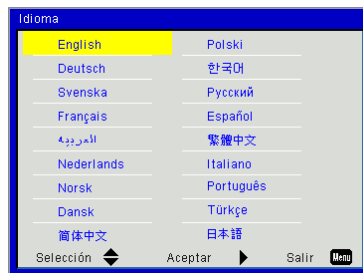 Idioma
English Polski
Deutsch 한국어
Svenska Русский
Français Español
العربية 繁體中文
Nederlands Italiano
Norsk Português
Dansk Türkçe
简体中文 日本語
Selección Aceptar Salir Menu